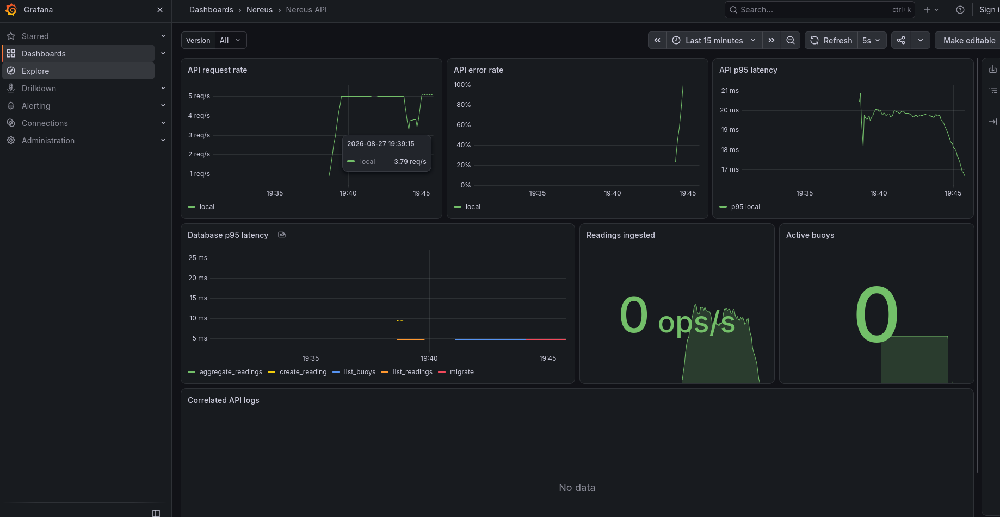 Grafana
Dashboards › Nereus › Nereus API
Search... ctrl+k
Sign i
Starred
Dashboards
Explore
Drilldown
Alerting
Connections
Administration
Version All
Last 15 minutes
Refresh 5s
Make editable
API request rate
5 req/s
4 req/s
3 req/s
2 req/s
1 req/s
19:35 19:40 19:45
local
2026-08-27 19:39:15
local 3.79 req/s
API error rate
100%
80%
60%
40%
20%
0%
19:35 19:40 19:45
local
API p95 latency
21 ms
20 ms
19 ms
18 ms
17 ms
19:35 19:40 19:45
p95 local
Database p95 latency
25 ms
20 ms
15 ms
10 ms
5 ms
19:35 19:40 19:45
aggregate_readings create_reading list_buoys list_readings migrate
Readings ingested
0 ops/s
Active buoys
0
Correlated API logs
No data